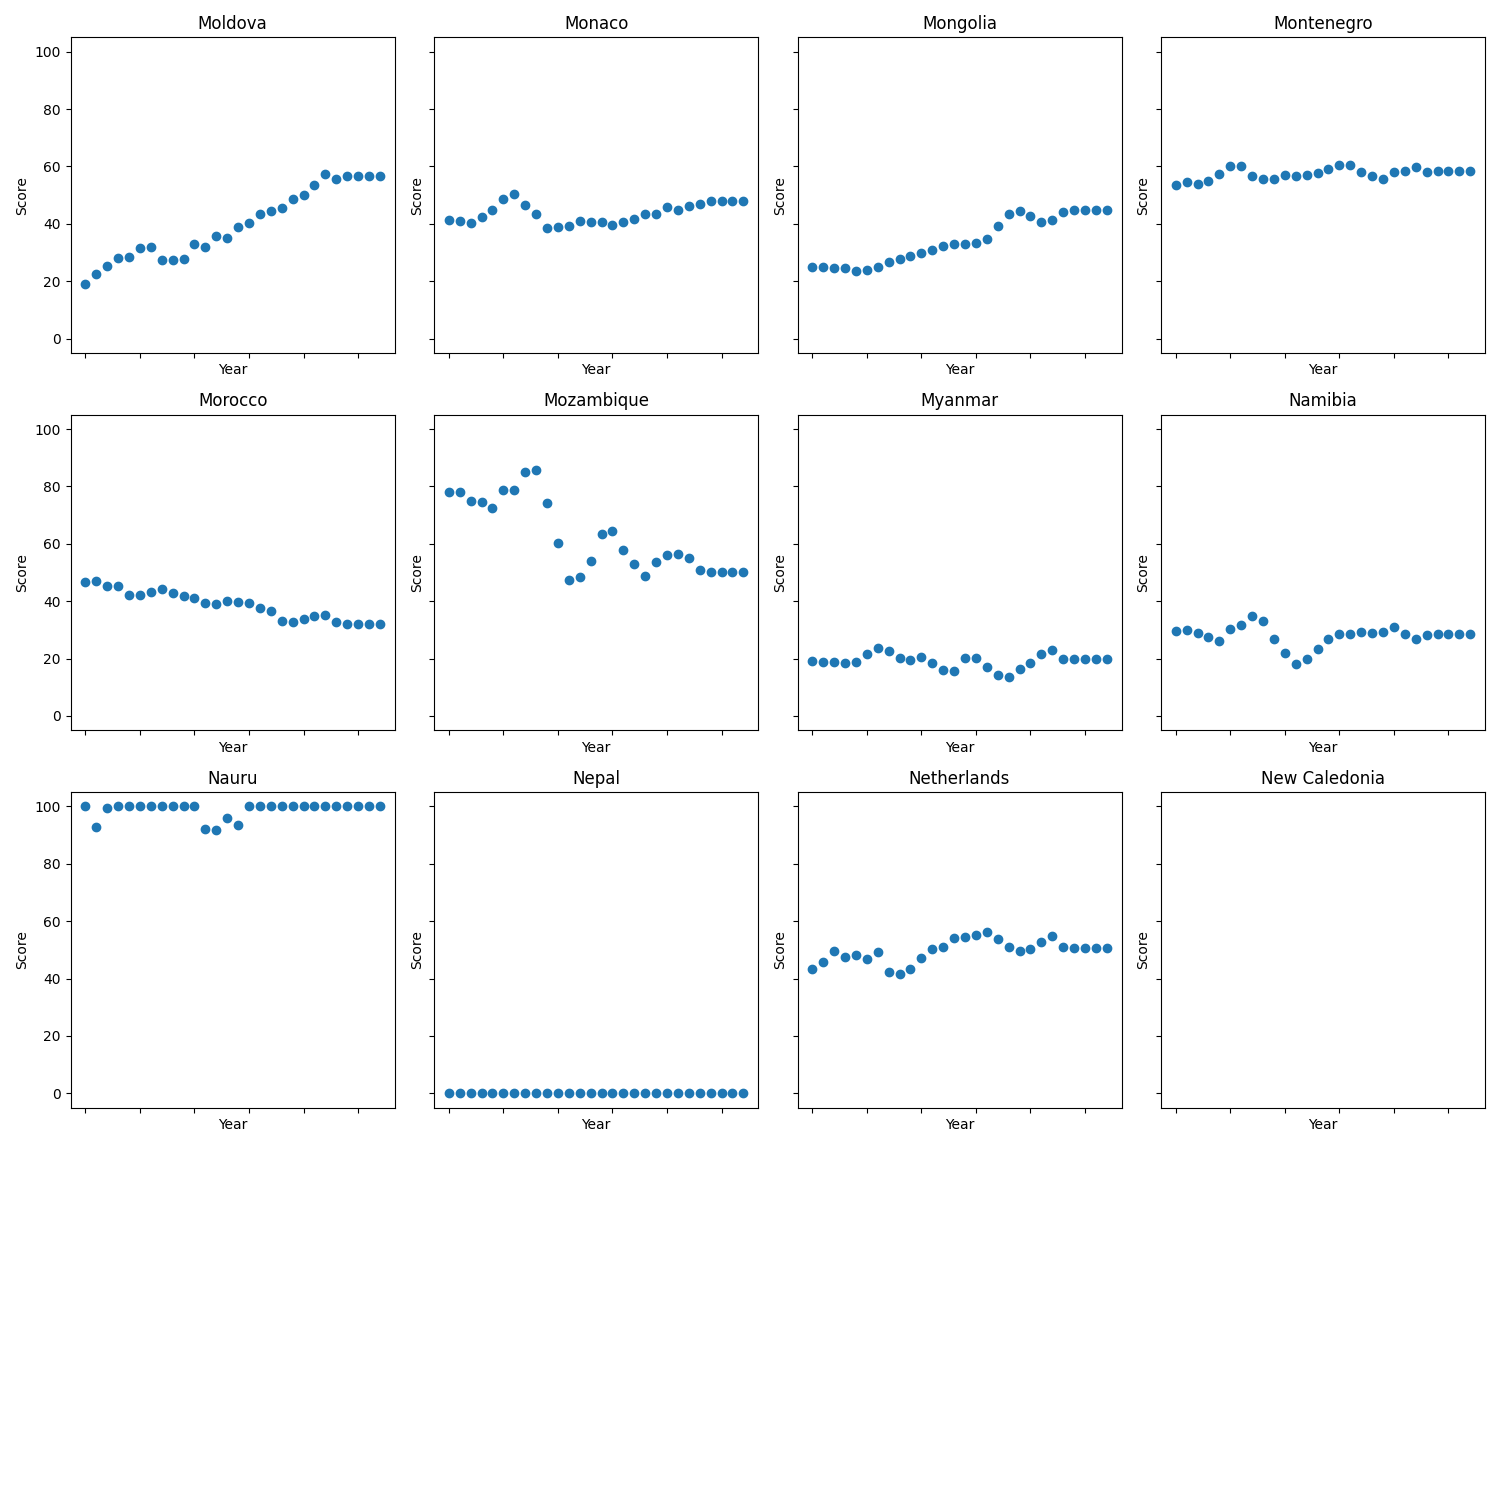 Moldova
Monaco
Mongolia
Montenegro
100
80
60
40
20
0
Score
Score
Score
Score
Year
Year
Year
Year
Morocco
Mozambique
Myanmar
Namibia
100
80
60
40
20
0
Score
Score
Score
Score
Year
Year
Year
Year
Nauru
Nepal
Netherlands
New Caledonia
100
80
60
40
20
0
Score
Score
Score
Score
Year
Year
Year
Year